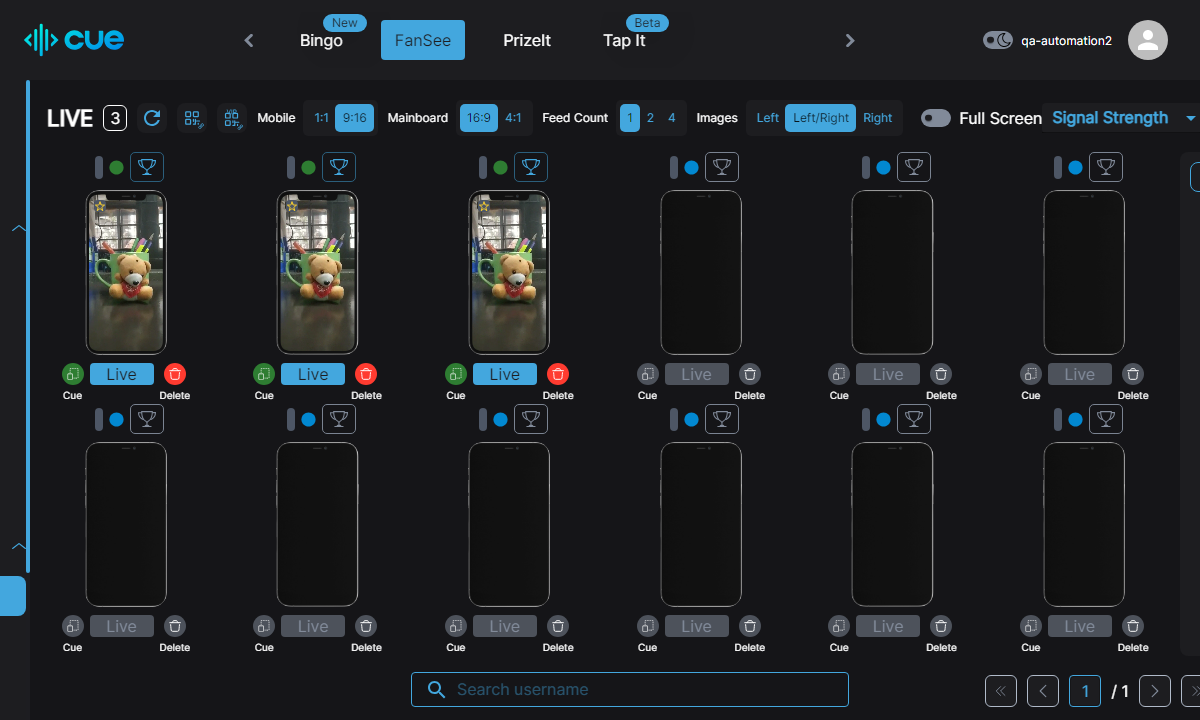 cue
Bingo
New
FanSee
PrizeIt
Tap It
Beta
qa-automation2
LIVE 3
Mobile 1:1 9:16
Mainboard 16:9 4:1
Feed Count 1 2 4
Images Left Left/Right Right
Full Screen
Signal Strength
Live Live Live Live Live Live
Cue Delete Cue Delete Cue Delete Cue Delete Cue Delete Cue Delete
Live Live Live Live Live Live
Cue Delete Cue Delete Cue Delete Cue Delete Cue Delete Cue Delete
Search username
1 / 1